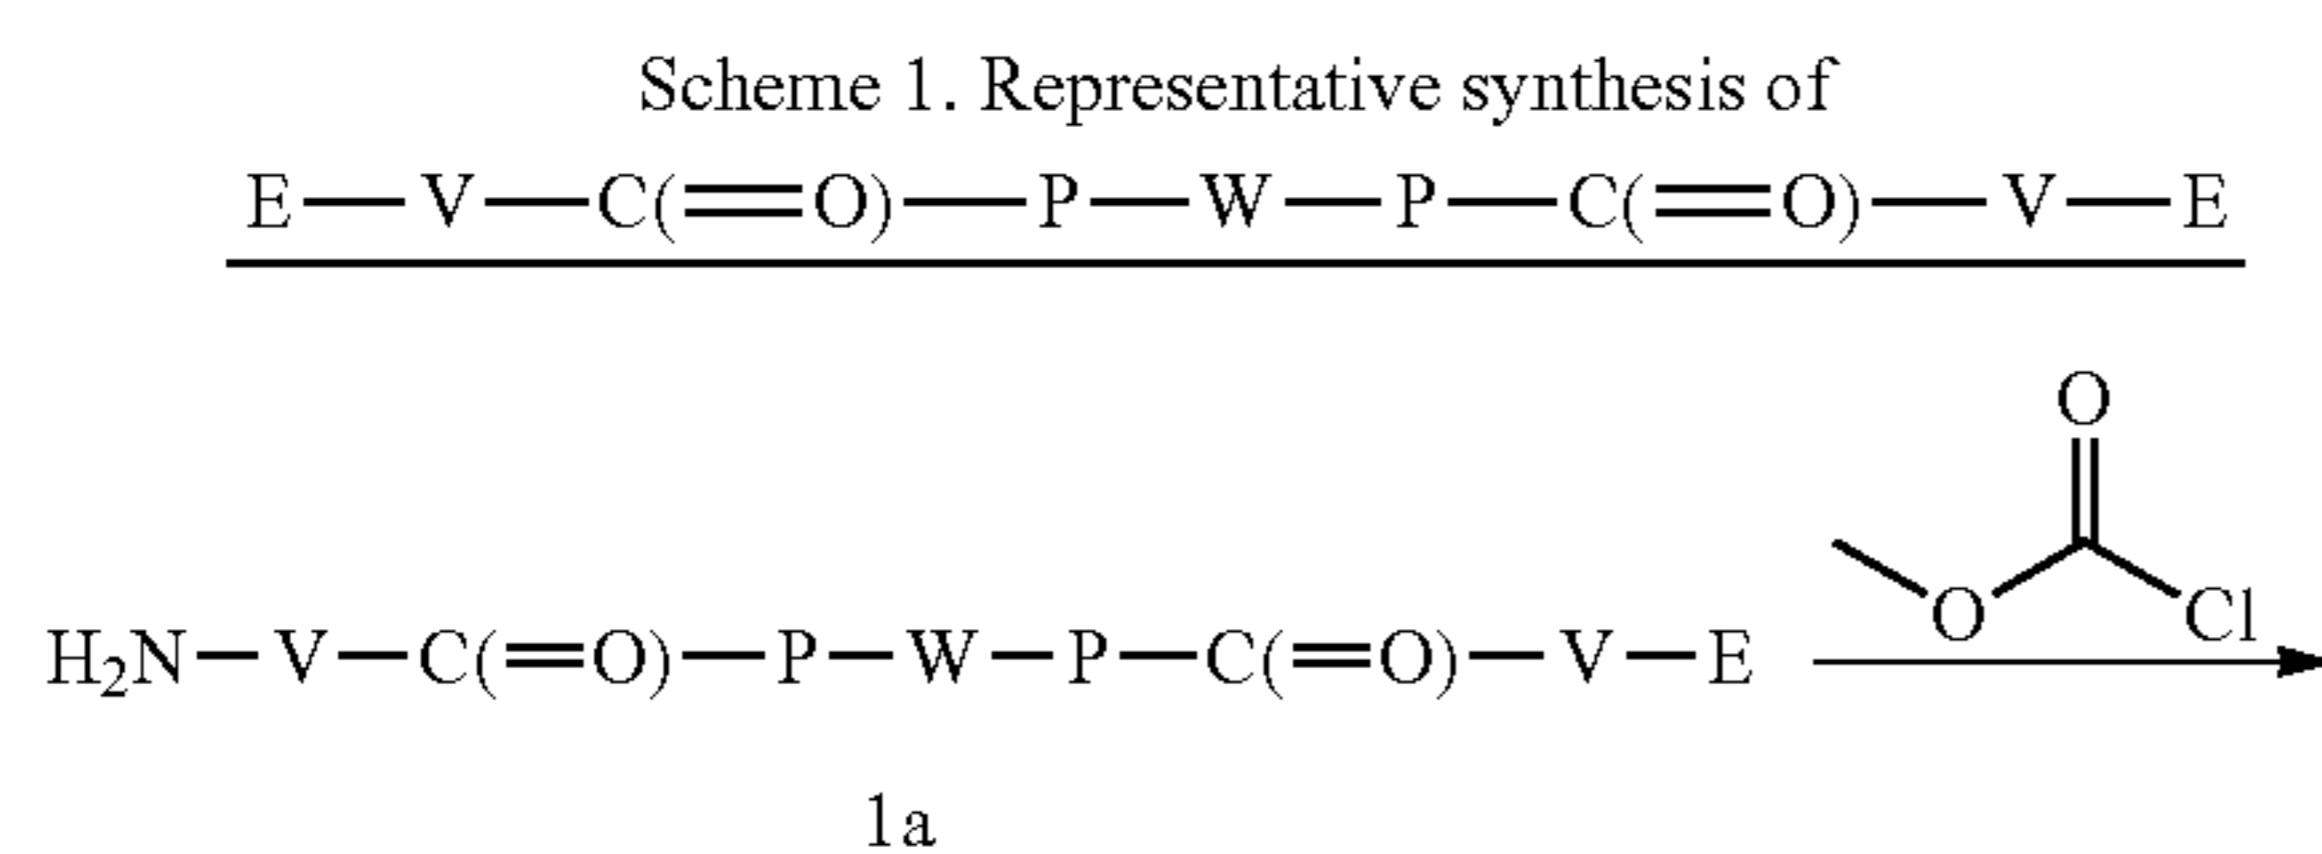 Scheme 1. Representative synthesis of
E—V—C(=O)—P—W—P—C(=O)—V—E
O
O
Cl
H₂N—V—C(=O)—P—W—P—C(=O)—V—E
1a